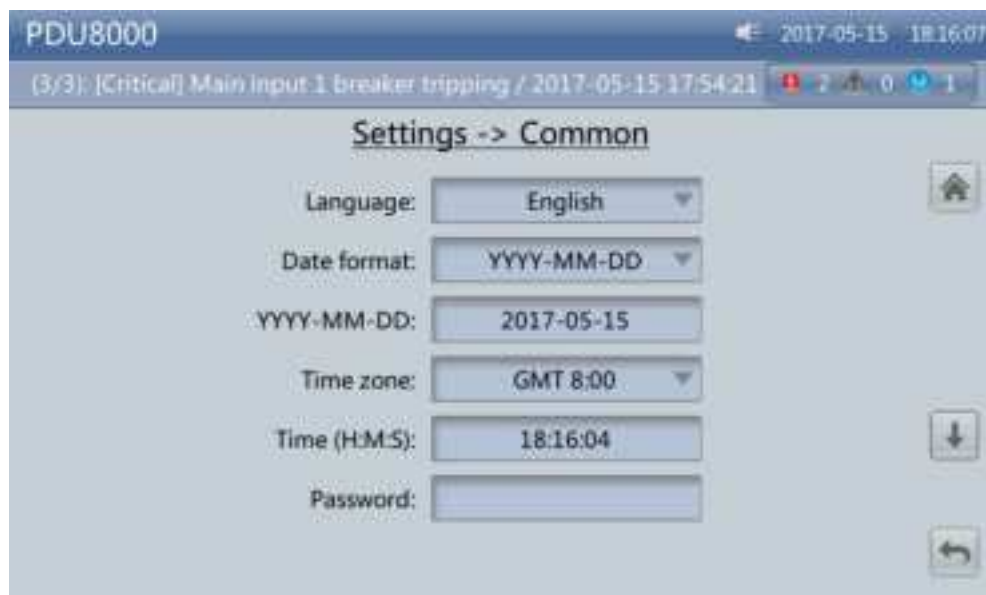 PDU8000 2017-05-15 18:16:07
(3/3): [Critical] Main input 1 breaker tripping / 2017-05-15 17:54:21 2 0 1
Settings -> Common
Language: English
Date format: YYYY-MM-DD
YYYY-MM-DD: 2017-05-15
Time zone: GMT 8:00
Time (H:M:S): 18:16:04
Password: